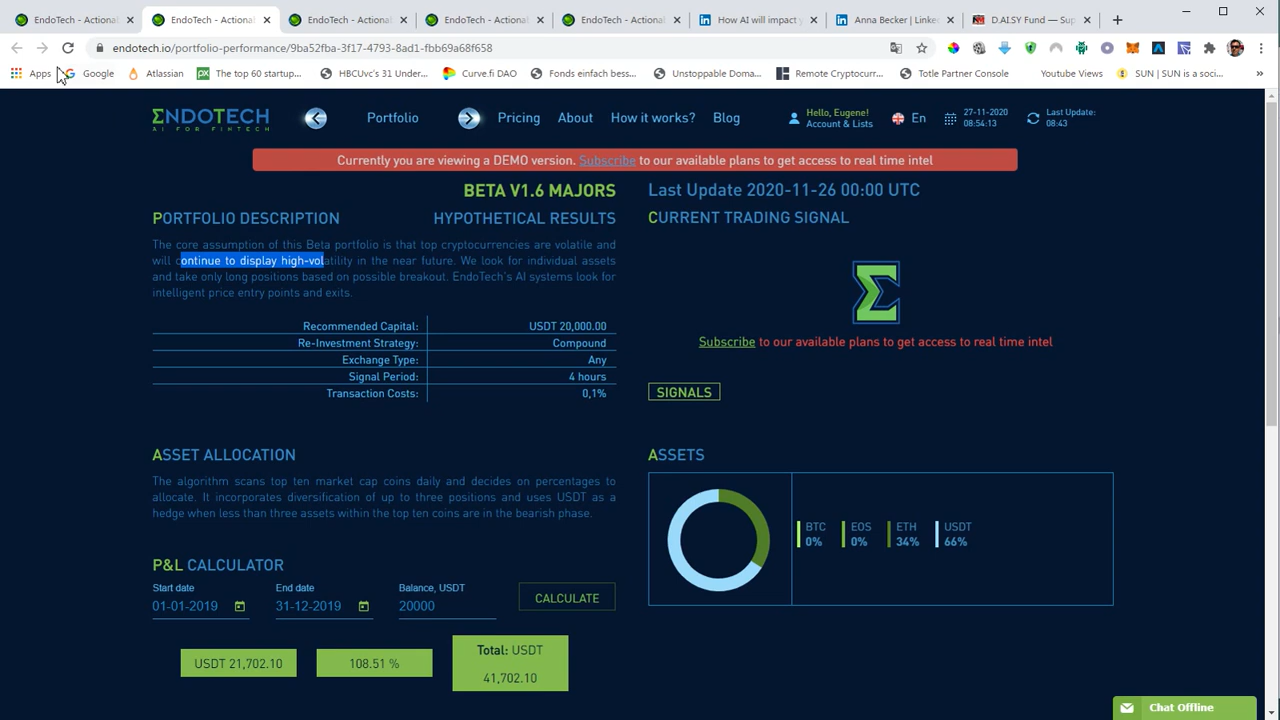 EndoTech - Actional ×
EndoTech - Actional ×
EndoTech - Actional ×
EndoTech - Actional ×
EndoTech - Actional ×
How AI will impact y ×
Anna Becker | Linke ×
D.AI.SY Fund — Sup ×
endotech.io/portfolio-performance/9ba52fba-3f17-4793-8ad1-fbb69a68f658
Apps Google Atlassian The top 60 startup... HBCUvc's 31 Under... Curve.fi DAO Fonds einfach bess... Unstoppable Doma... Remote Cryptocurr... Totle Partner Console Youtube Views SUN | SUN is a soci... »
ENDOTECH
AI FOR FINTECH
Portfolio
Pricing About How it works? Blog
Hello, Eugene!
Account & Lists
En
27-11-2020
08:54:13
Last Update:
08:43
Currently you are viewing a DEMO version. Subscribe to our available plans to get access to real time intel
BETA V1.6 MAJORS
PORTFOLIO DESCRIPTION HYPOTHETICAL RESULTS
The core assumption of this Beta portfolio is that top cryptocurrencies are volatile and
will continue to display high-volatility in the near future. We look for individual assets
and take only long positions based on possible breakout. EndoTech's AI systems look for
intelligent price entry points and exits.
Recommended Capital: USDT 20,000.00
Re-Investment Strategy: Compound
Exchange Type: Any
Signal Period: 4 hours
Transaction Costs: 0,1%
Last Update 2020-11-26 00:00 UTC
CURRENT TRADING SIGNAL
Σ
Subscribe to our available plans to get access to real time intel
SIGNALS
ASSET ALLOCATION
The algorithm scans top ten market cap coins daily and decides on percentages to
allocate. It incorporates diversification of up to three positions and uses USDT as a
hedge when less than three assets within the top ten coins are in the bearish phase.
ASSETS
BTC EOS ETH USDT
0% 0% 34% 66%
P&L CALCULATOR
Start date End date Balance, USDT
01-01-2019 31-12-2019 20000
CALCULATE
USDT 21,702.10
108.51 %
Total: USDT
41,702.10
Chat Offline